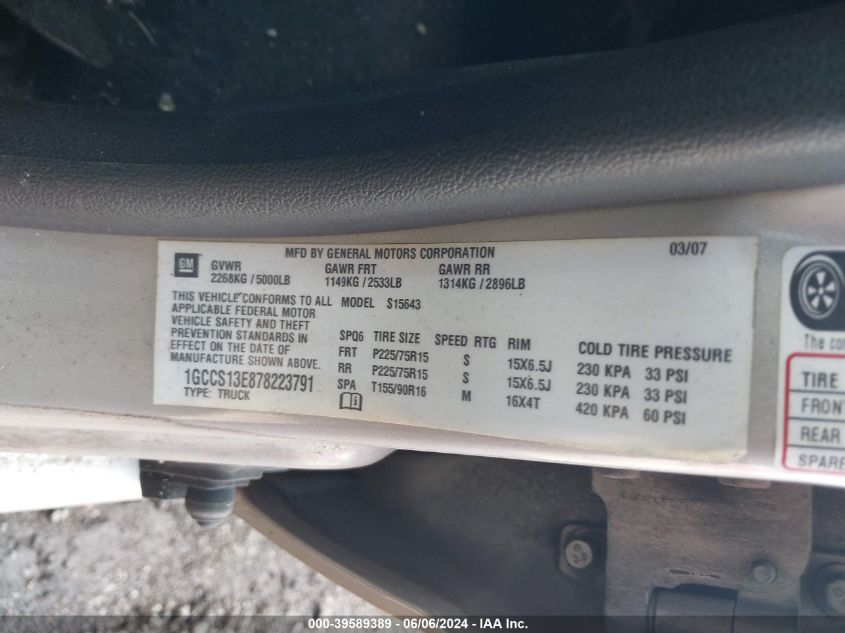 MFD BY GENERAL MOTORS CORPORATION 03/07
GM
GVWR GAWR FRT GAWR RR
2268KG / 5000LB 1149KG / 2533LB 1314KG / 2896LB
THIS VEHICLE CONFORMS TO ALL
APPLICABLE FEDERAL MOTOR
VEHICLE SAFETY AND THEFT
PREVENTION STANDARDS IN
EFFECT ON THE DATE OF
MANUFACTURE SHOWN ABOVE.
1GCCS13E878223791
TYPE: TRUCK
MODEL S15643
SPQ6 TIRE SIZE SPEED RTG RIM COLD TIRE PRESSURE
FRT P225/75R15 S 15X6.5J 230 KPA 33 PSI
RR P225/75R15 S 15X6.5J 230 KPA 33 PSI
SPA T155/90R16 M 16X4T 420 KPA 60 PSI
The
TIRE
FRON
REAR
SPARE
000-39589389 - 06/06/2024 - IAA Inc.